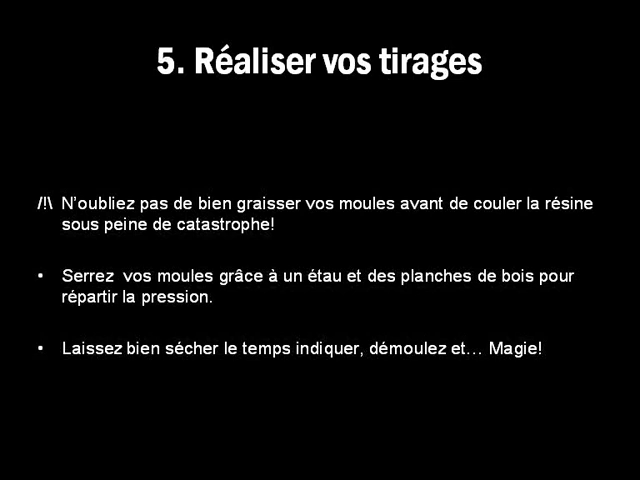 5. Réaliser vos tirages
/!\ N’oubliez pas de bien graisser vos moules avant de couler la résine
sous peine de catastrophe!
• Serrez vos moules grâce à un étau et des planches de bois pour
répartir la pression.
• Laissez bien sécher le temps indiquer, démoulez et… Magie!